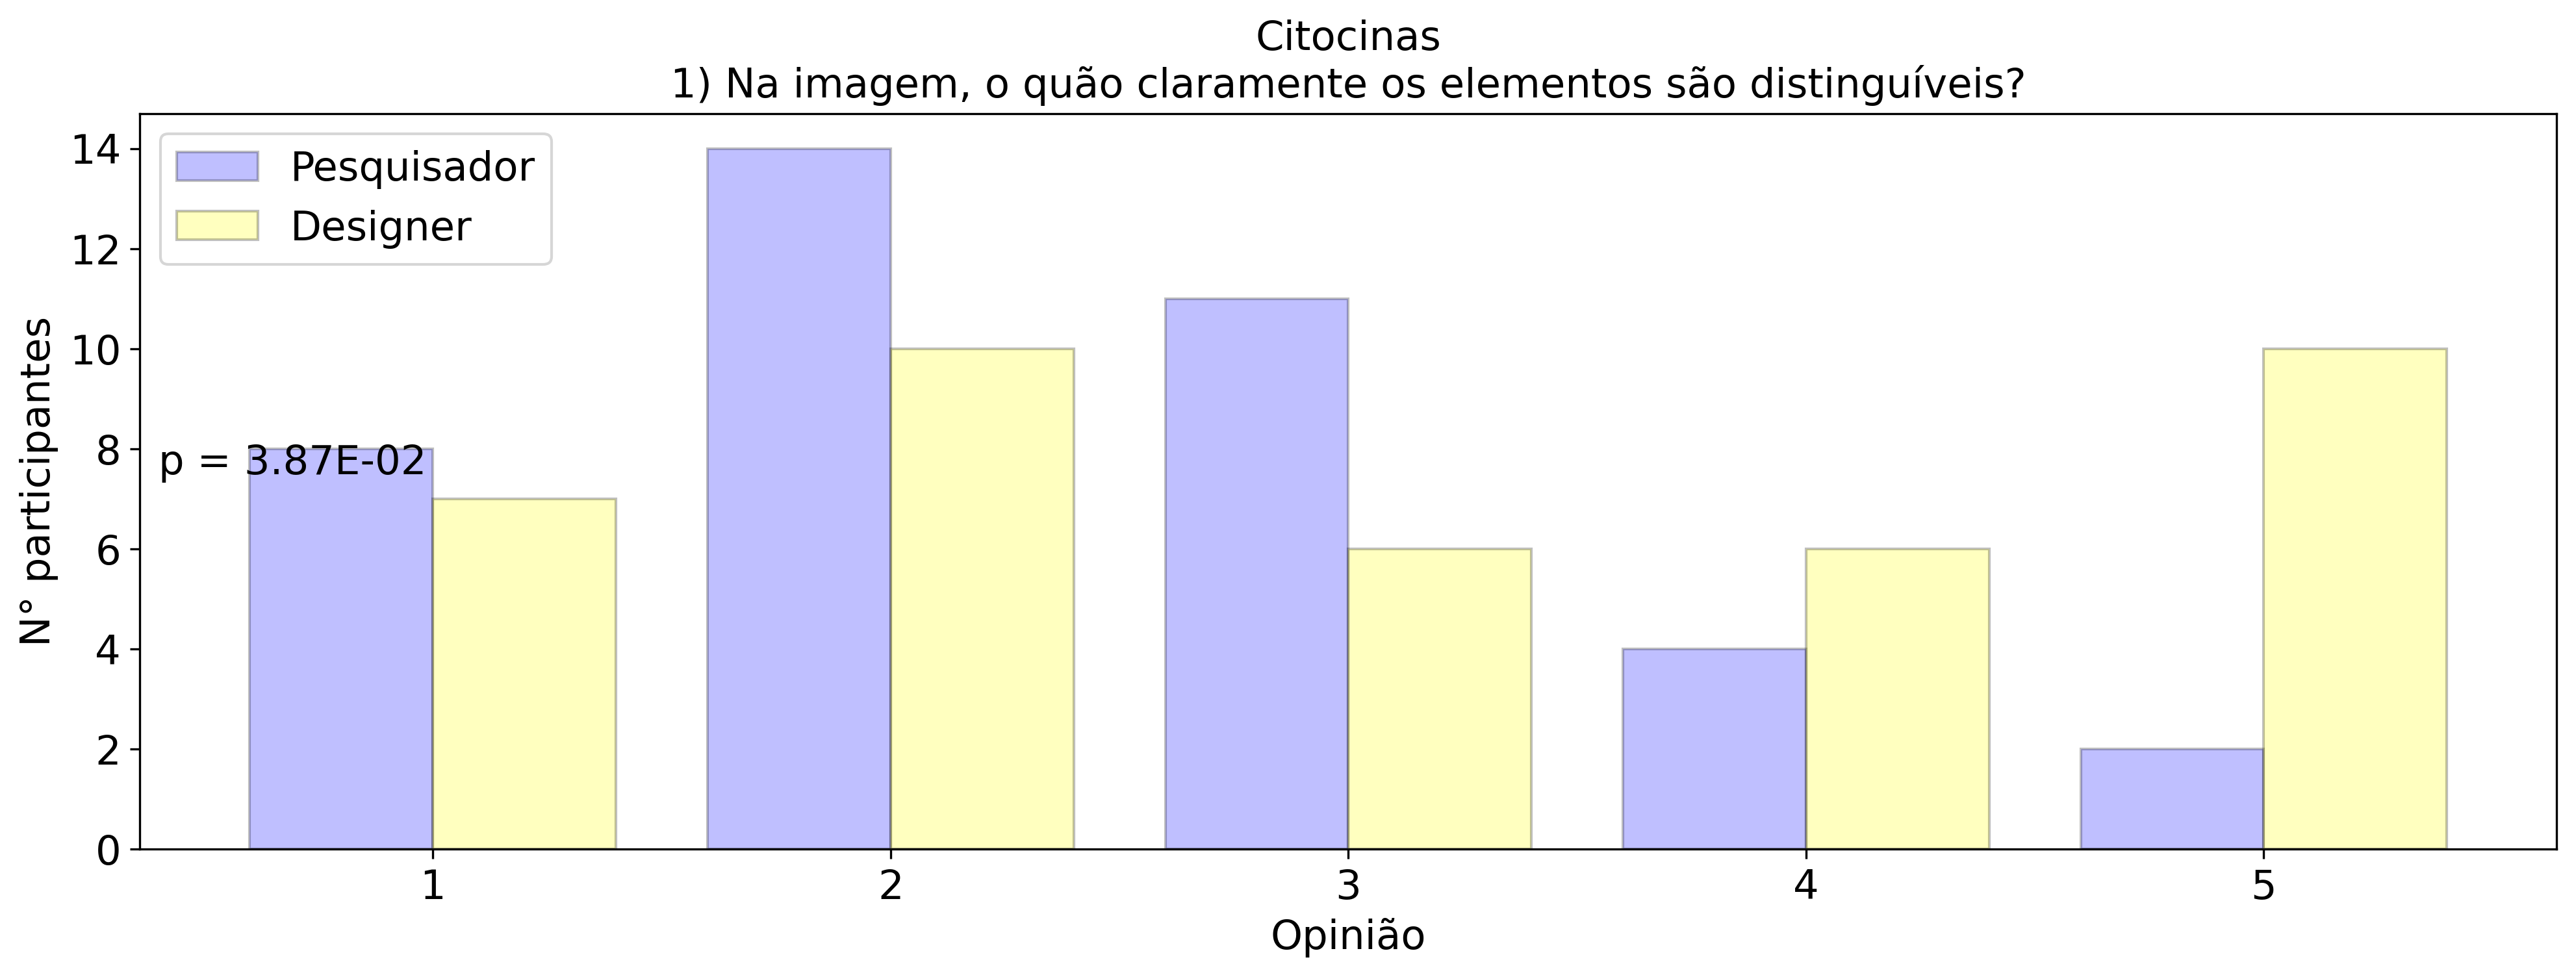 Citocinas
1) Na imagem, o quão claramente os elementos são distinguíveis?
Pesquisador
Designer
p = 3.87E-02
N° participantes
14
12
10
8
6
4
2
0
1
2
3
4
5
Opinião